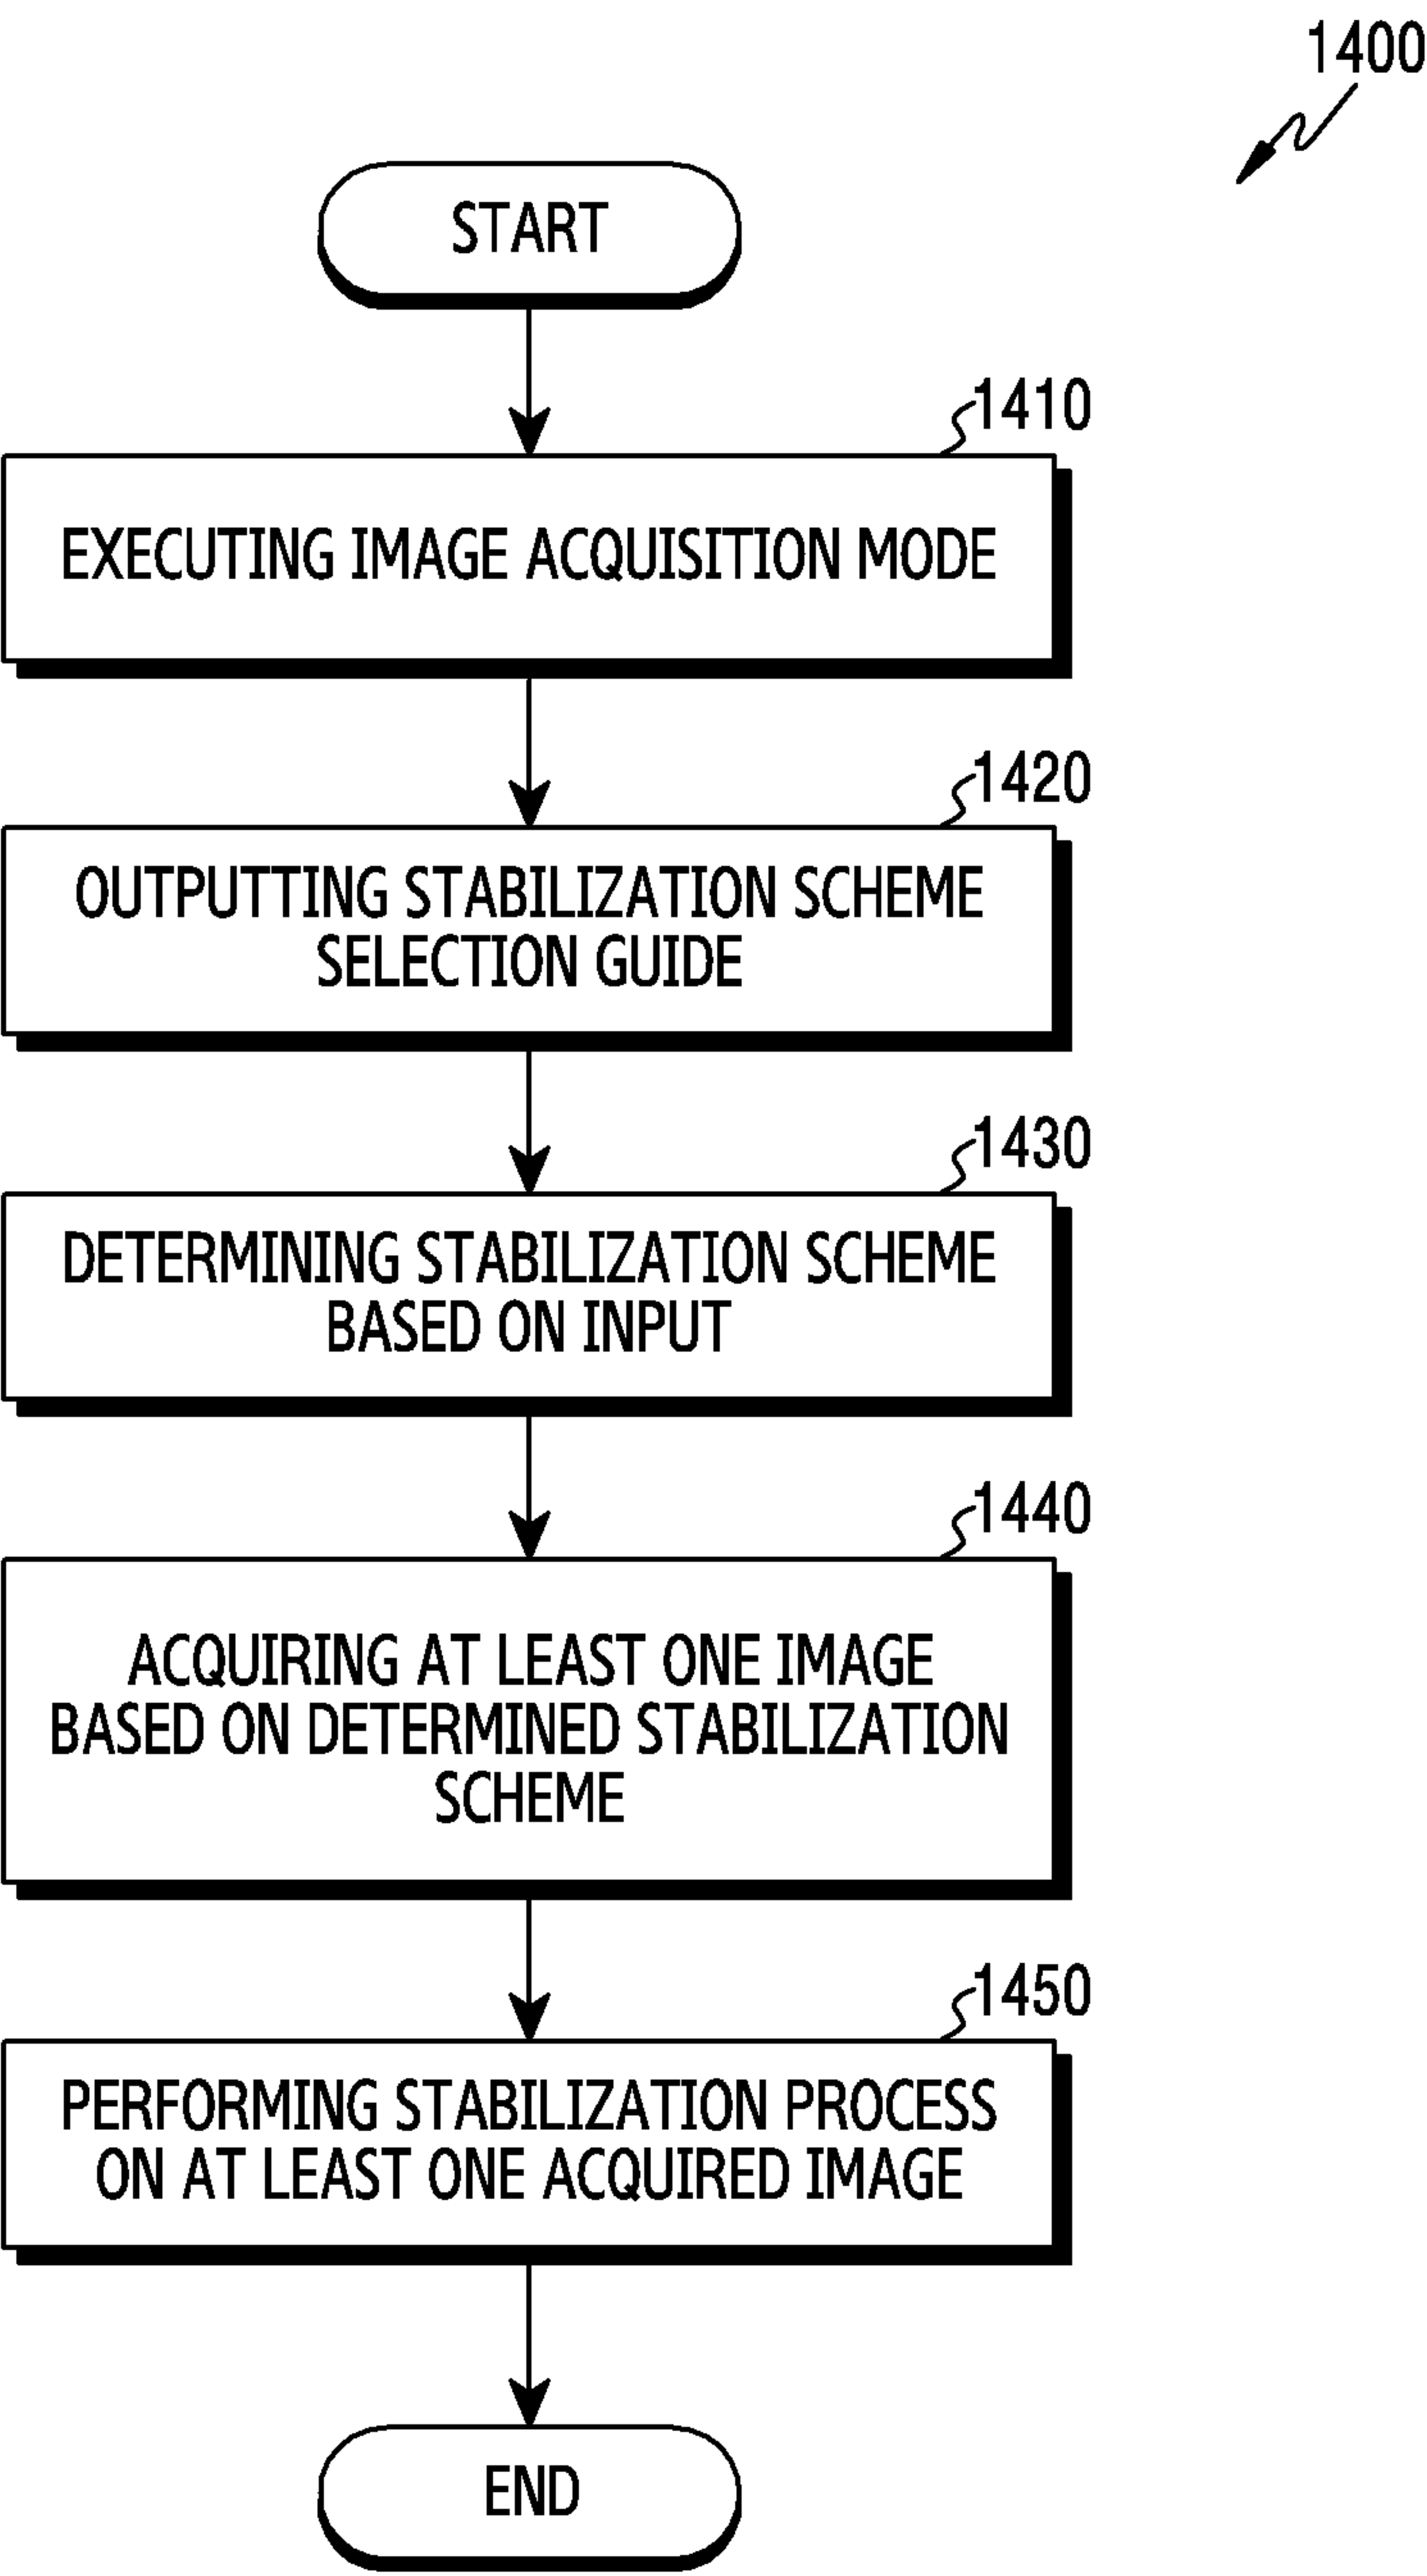 1400
START
1410
EXECUTING IMAGE ACQUISITION MODE
1420
OUTPUTTING STABILIZATION SCHEME
SELECTION GUIDE
1430
DETERMINING STABILIZATION SCHEME
BASED ON INPUT
1440
ACQUIRING AT LEAST ONE IMAGE
BASED ON DETERMINED STABILIZATION
SCHEME
1450
PERFORMING STABILIZATION PROCESS
ON AT LEAST ONE ACQUIRED IMAGE
END